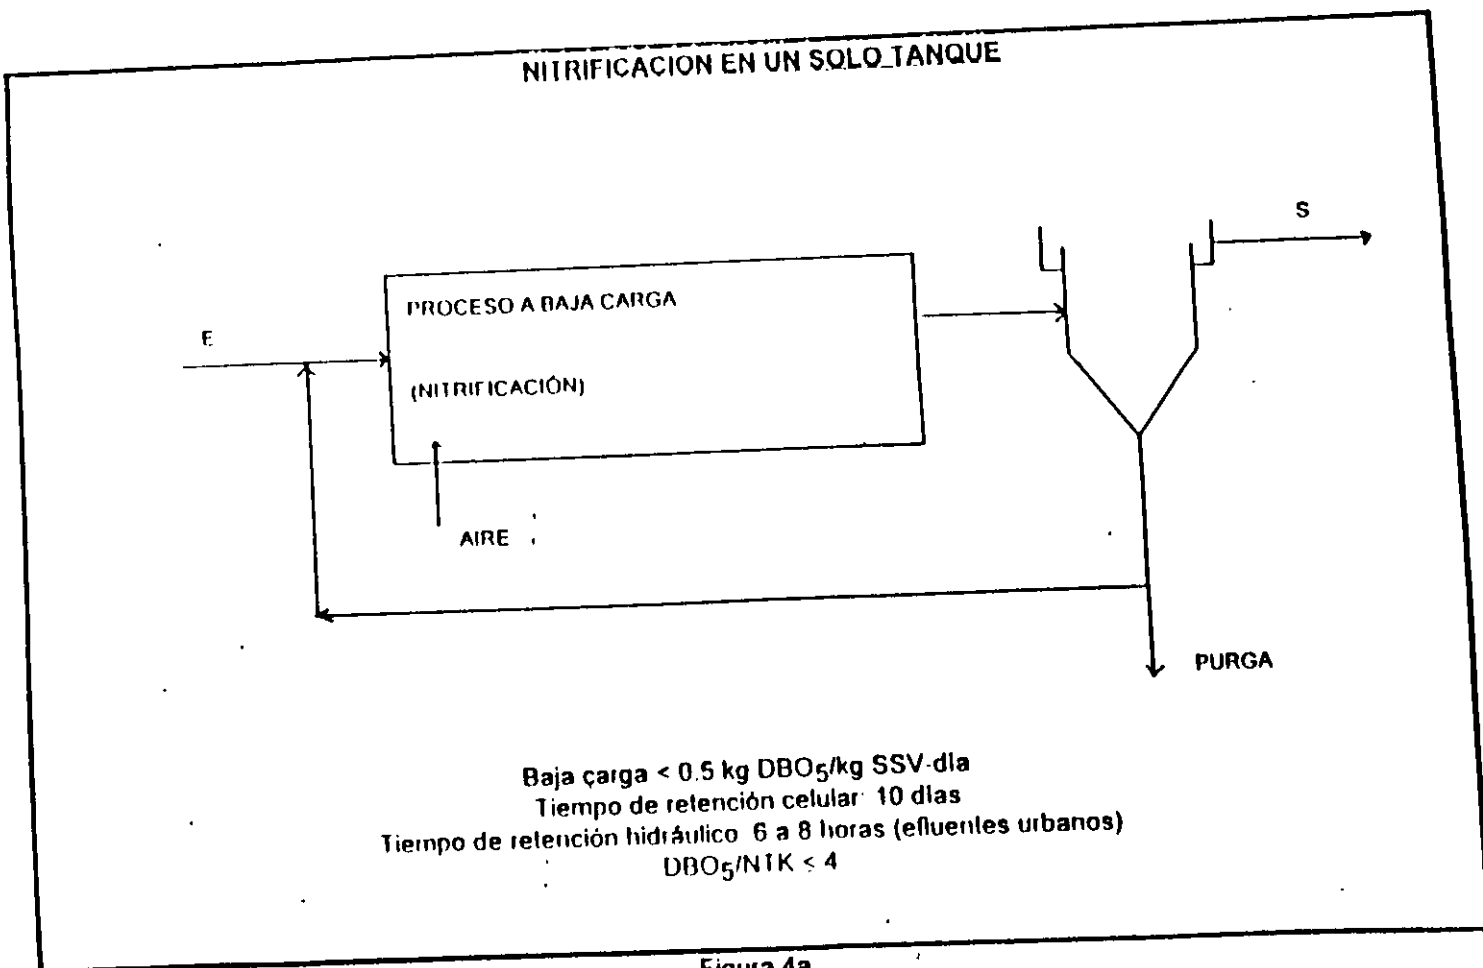 NITRIFICACION EN UN SOLO TANQUE
S
PROCESO A BAJA CARGA
E
(NITRIFICACIÓN)
AIRE
PURGA
Baja carga < 0.5 kg DBO5/kg SSV-dia
Tiempo de retención celular 10 dias
Tiempo de retención hidráulico 6 a 8 horas (efluentes urbanos)
DBO5/NTK < 4
Figura 4a